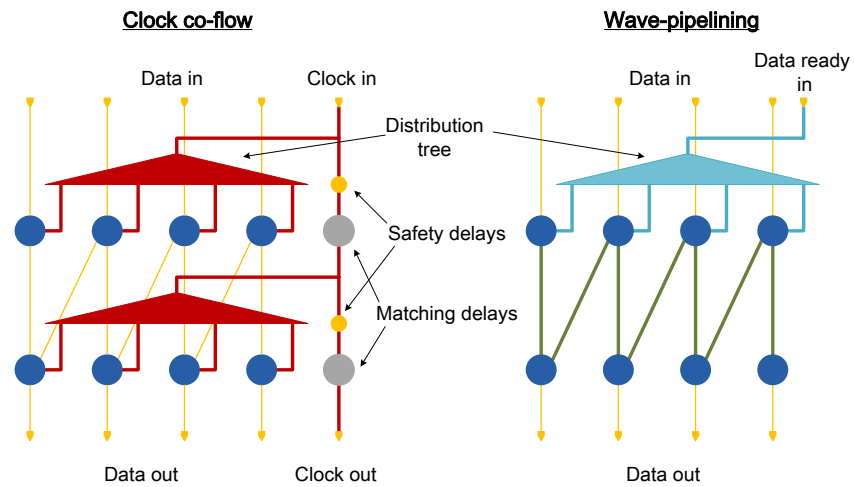 Clock co-flow
Wave-pipelining
Data in
Clock in
Data in
Data ready
in
Distribution
tree
Safety delays
Matching delays
Data out
Clock out
Data out